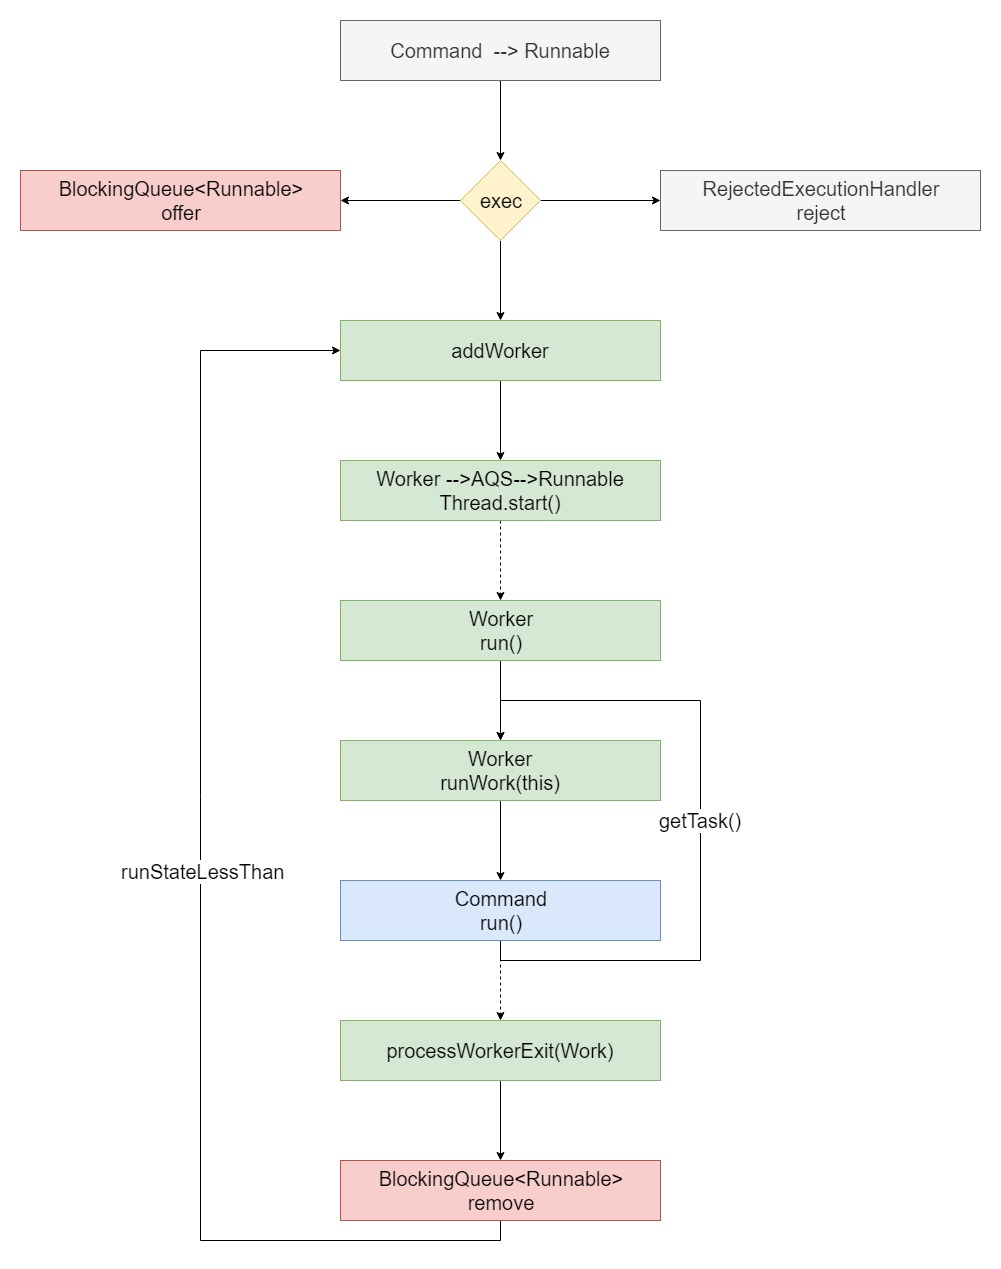 Command --> Runnable
BlockingQueue<Runnable>
offer
exec
RejectedExecutionHandler
reject
addWorker
Worker -->AQS-->Runnable
Thread.start()
Worker
run()
Worker
runWork(this)
getTask()
runStateLessThan
Command
run()
processWorkerExit(Work)
BlockingQueue<Runnable>
remove